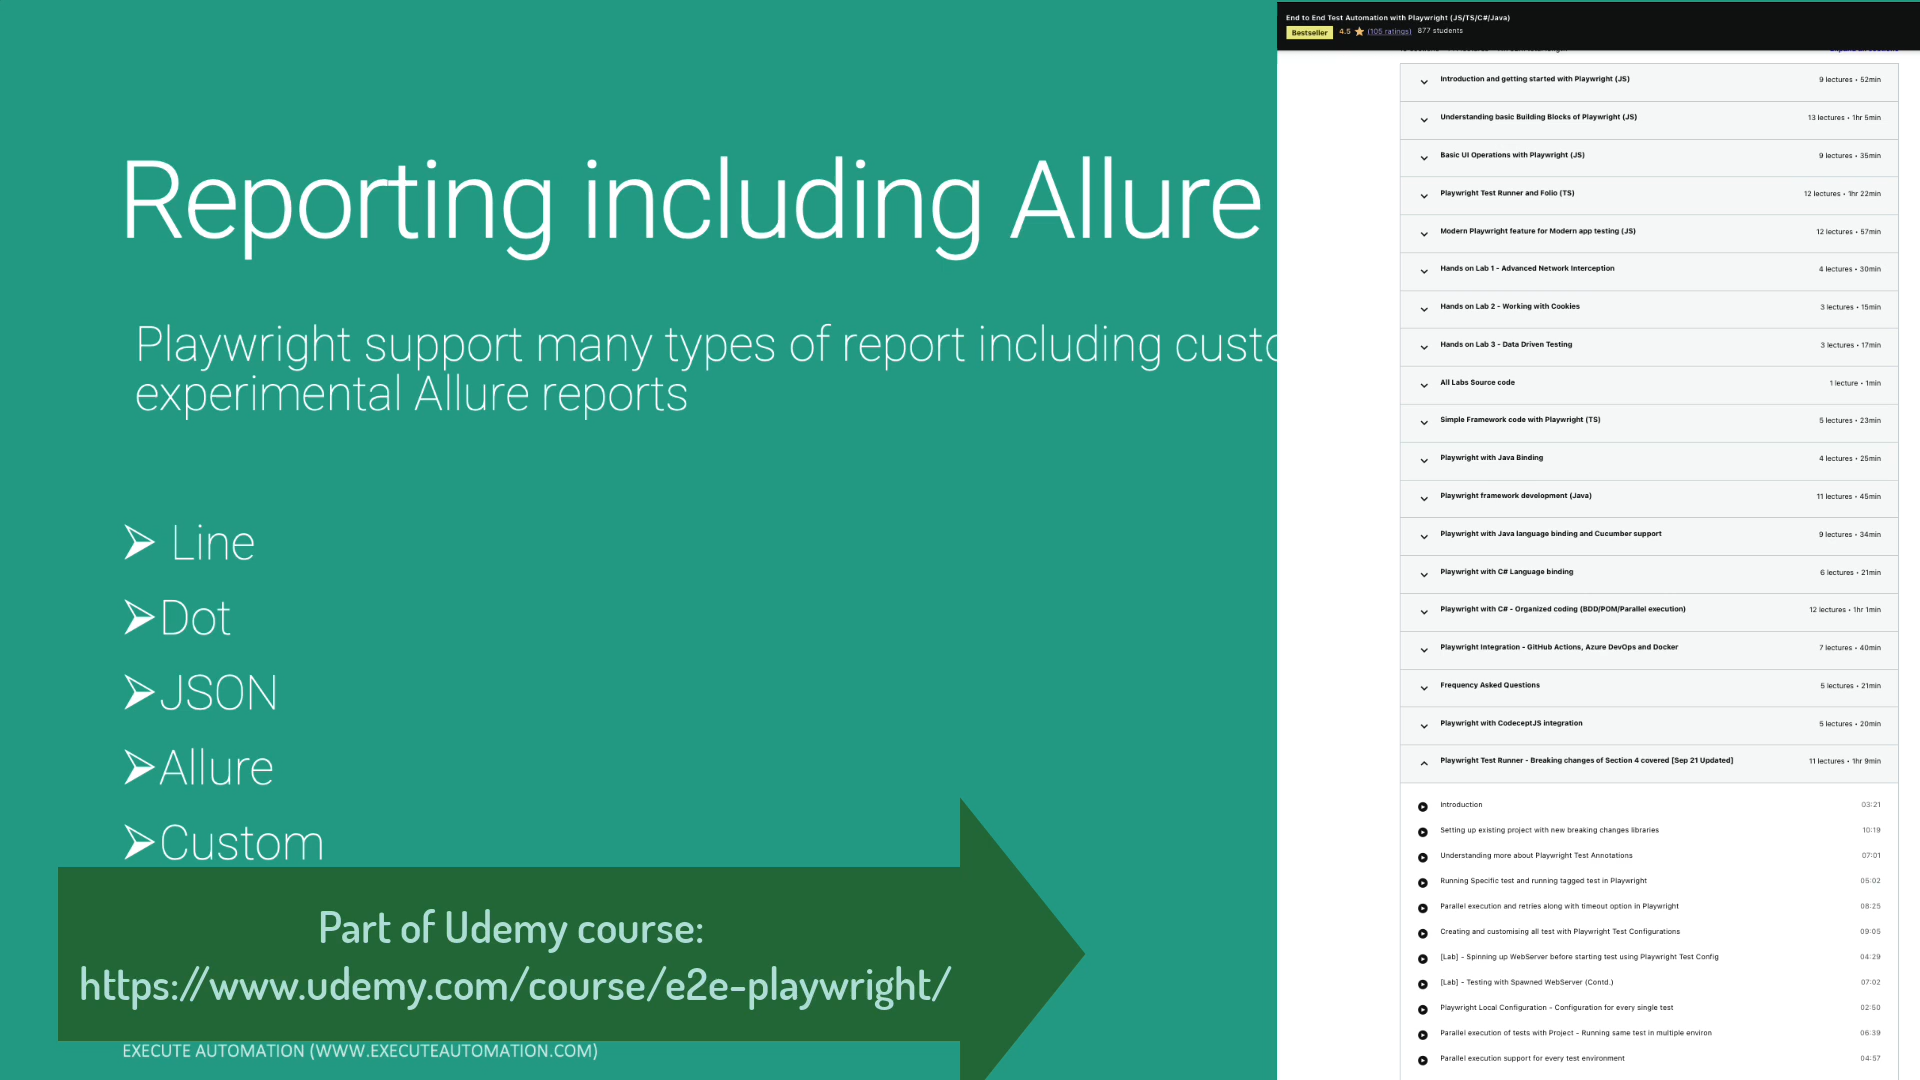 Reporting including Allure
Playwright support many types of report including custo
experimental Allure reports
➢ Line
➢Dot
➢JSON
➢Allure
➢Custom
Part of Udemy course:
https://www.udemy.com/course/e2e-playwright/
EXECUTE AUTOMATION (WWW.EXECUTEAUTOMATION.COM)
End to End Test Automation with Playwright (JS/TS/C#/Java)
Bestseller 4.5 (105 ratings) 877 students
Introduction and getting started with Playwright (JS) 9 lectures • 52min
Understanding basic Building Blocks of Playwright (JS) 13 lectures • 1hr 5min
Basic UI Operations with Playwright (JS) 9 lectures • 35min
Playwright Test Runner and Folio (TS) 12 lectures • 1hr 22min
Modern Playwright feature for Modern app testing (JS) 12 lectures • 57min
Hands on Lab 1 - Advanced Network Interception 4 lectures • 30min
Hands on Lab 2 - Working with Cookies 3 lectures • 15min
Hands on Lab 3 - Data Driven Testing 3 lectures • 17min
All Labs Source code 1 lecture • 1min
Simple Framework code with Playwright (TS) 5 lectures • 23min
Playwright with Java Binding 4 lectures • 25min
Playwright framework development (Java) 11 lectures • 45min
Playwright with Java language binding and Cucumber support 9 lectures • 34min
Playwright with C# Language binding 6 lectures • 21min
Playwright with C# - Organized coding (BDD/POM/Parallel execution) 12 lectures • 1hr 1min
Playwright Integration - GitHub Actions, Azure DevOps and Docker 7 lectures • 40min
Frequency Asked Questions 5 lectures • 21min
Playwright with CodeceptJS integration 5 lectures • 20min
Playwright Test Runner - Breaking changes of Section 4 covered [Sep 21 Updated] 11 lectures • 1hr 9min
Introduction 03:21
Setting up existing project with new breaking changes libraries 10:19
Understanding more about Playwright Test Annotations 07:01
Running Specific test and running tagged test in Playwright 05:02
Parallel execution and retries along with timeout option in Playwright 08:25
Creating and customising all test with Playwright Test Configurations 09:05
[Lab] - Spinning up WebServer before starting test using Playwright Test Config 04:29
[Lab] - Testing with Spawned WebServer (Contd.) 07:02
Playwright Local Configuration - Configuration for every single test 02:50
Parallel execution of tests with Project - Running same test in multiple environ 06:39
Parallel execution support for every test environment 04:57